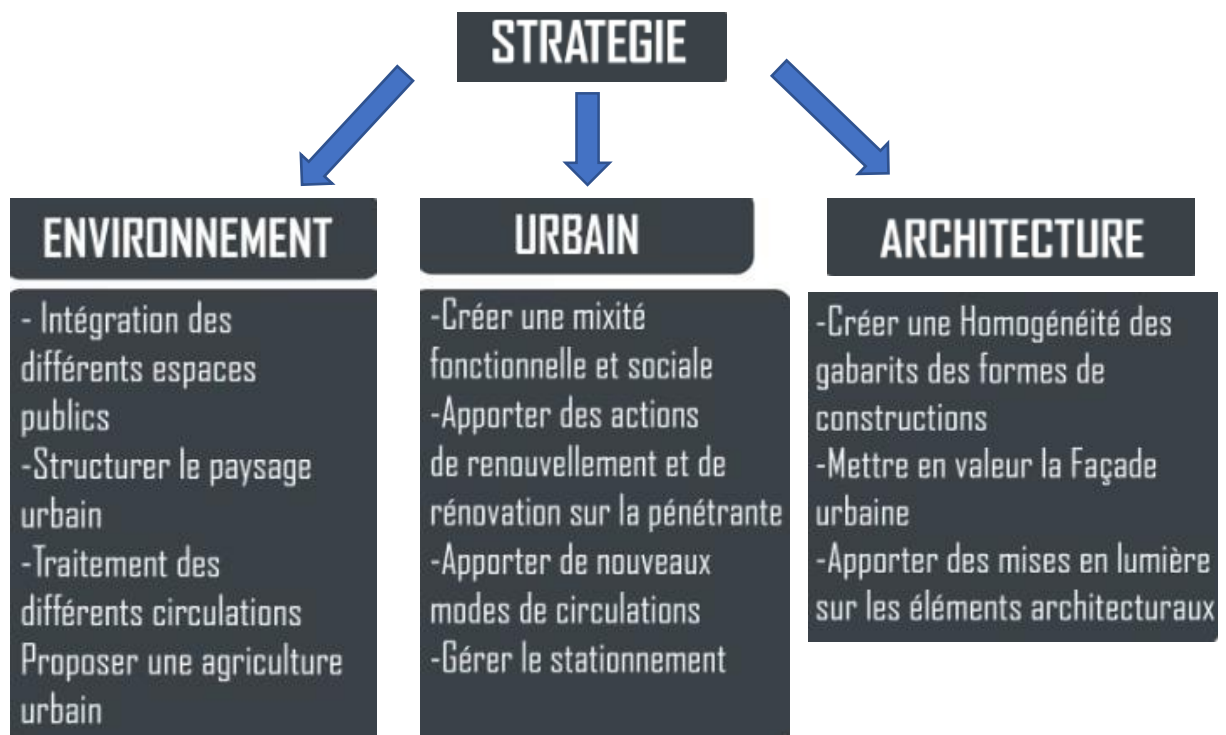 STRATEGIE
ENVIRONNEMENT
- Intégration des
différents espaces
publics
-Structurer le paysage
urbain
-Traitement des
différents circulations
Proposer une agriculture
urbain
URBAIN
-Créer une mixité
fonctionnelle et sociale
-Apporter des actions
de renouvellement et de
rénovation sur la pénétrante
-Apporter de nouveaux
modes de circulations
-Gérer le stationnement
ARCHITECTURE
-Créer une Homogénéité des
gabarits des formes de
constructions
-Mettre en valeur la Façade
urbaine
-Apporter des mises en lumière
sur les éléments architecturaux